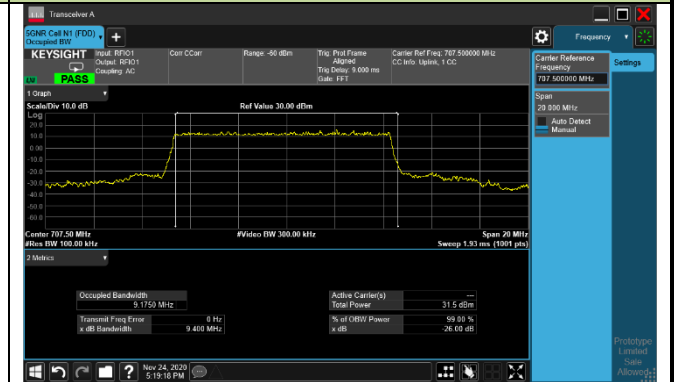 Transceiver A
5GNR Cell N1 (FDD)
Occupied BW
Frequency
KEYSIGHT
Input: RFIO1
Output: RFIO1
Coupling: AC
Corr CCorr
Range: -60 dBm
Trig: Prot Frame
Aligned
Trig Delay: 9.000 ms
Gate: FFT
Carrier Ref Freq: 707.500000 MHz
CC Info: Uplink, 1 CC
LVI
PASS
Carrier Reference
Frequency
707.500000 MHz
Settings
Span
20.000 MHz
Auto Detect
Manual
1 Graph
Scale/Div 10.0 dB
Ref Value 30.00 dBm
Log
20.0
10.0
0.00
-10.0
-20.0
-30.0
-40.0
-50.0
-60.0
Center 707.50 MHz
#Video BW 300.00 kHz
Span 20 MHz
#Res BW 100.00 kHz
Sweep 1.93 ms (1001 pts)
2 Metrics
Occupied Bandwidth
9.1750 MHz
Active Carrier(s)
---
Total Power
31.5 dBm
Transmit Freq Error
0 Hz
% of OBW Power
99.00 %
x dB Bandwidth
9.400 MHz
x dB
-26.00 dB
Prototype
Limited
Sale
Allowed
Nov 24, 2020
5:19:18 PM